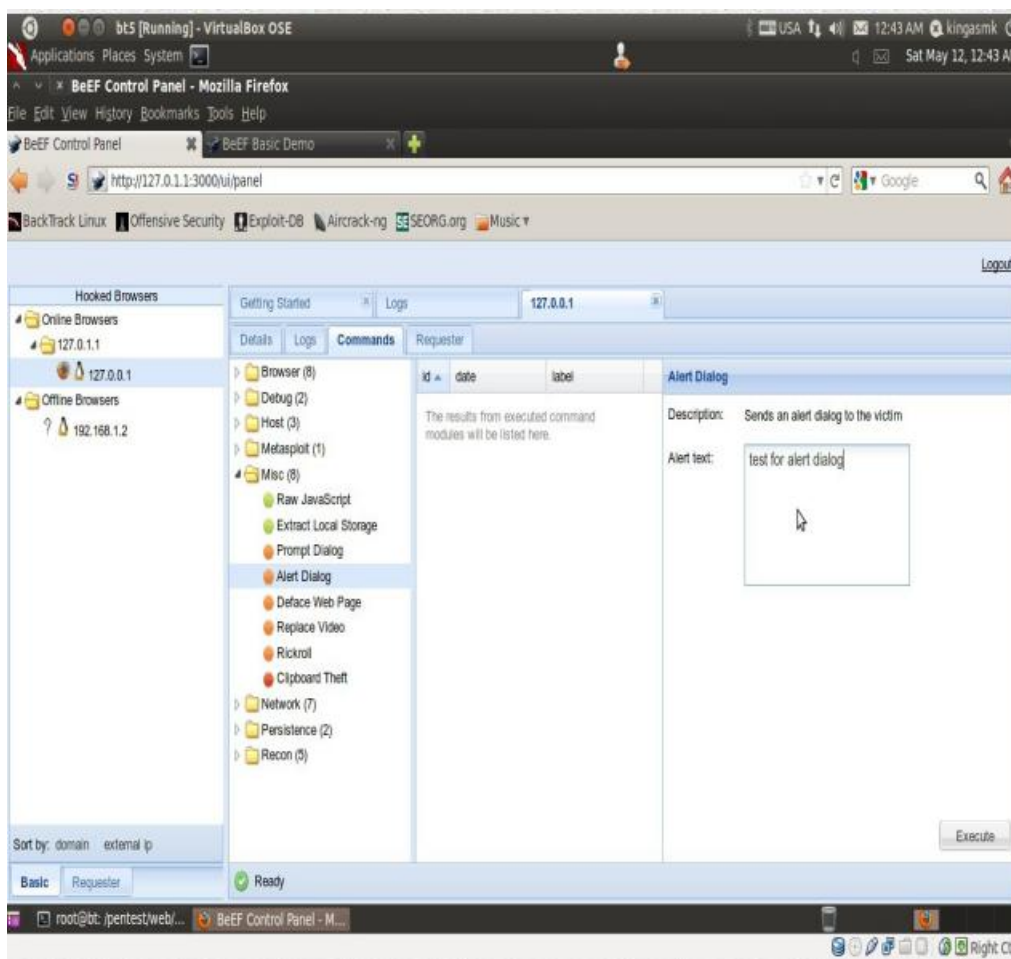 bt5 [Running] - VirtualBox OSE
USA 12:43 AM kingasmk
Applications Places System
Sat May 12, 12:43 A
BeEF Control Panel - Mozilla Firefox
File Edit View History Bookmarks Tools Help
BeEF Control Panel
BeEF Basic Demo
http://127.0.1.1:3000/ui/panel
Google
BackTrack Linux Offensive Security Exploit-DB Aircrack-ng SE SEORG.org Music
Logout
Hooked Browsers
Online Browsers
127.0.1.1
127.0.0.1
Offline Browsers
? 192.168.1.2
Sort by: domain external ip
Basic Requester
Getting Started Logs 127.0.0.1
Details Logs Commands Requester
Browser (8)
Debug (2)
Host (3)
Metasploit (1)
Misc (8)
Raw JavaScript
Extract Local Storage
Prompt Dialog
Alert Dialog
Deface Web Page
Replace Video
Rickroll
Clipboard Theft
Network (7)
Persistence (2)
Recon (5)
id date label
The results from executed command
modules will be listed here.
Alert Dialog
Description: Sends an alert dialog to the victim
Alert text: test for alert dialog
Execute
Ready
root@bt: /pentest/web/... BeEF Control Panel - M...
Right Ct